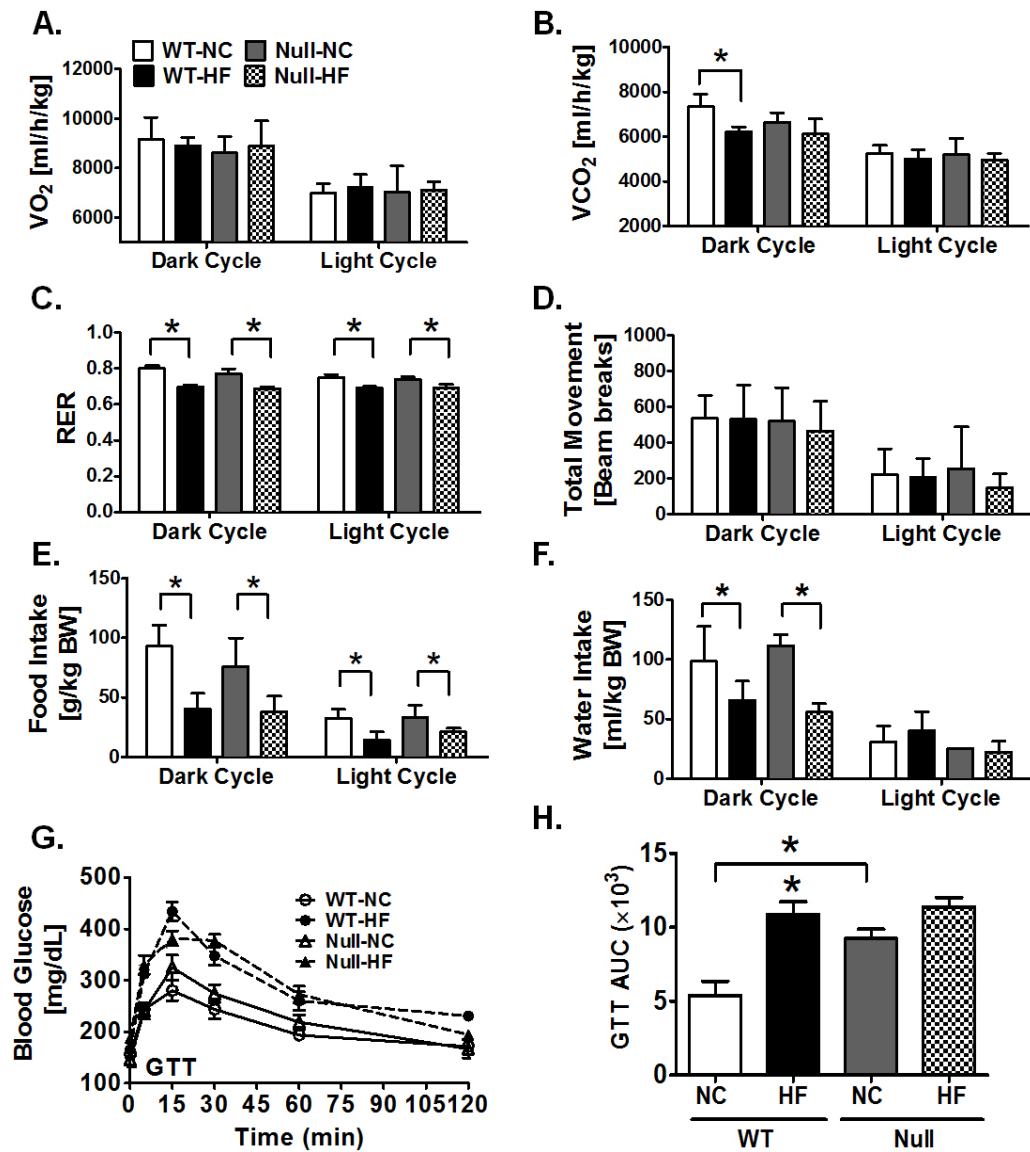 A.
WT-NC Null-NC
WT-HF Null-HF
VO2 [ml/h/kg]
12000
10000
8000
6000
Dark Cycle Light Cycle
B.
VCO2 [ml/h/kg]
10000
8000
6000
4000
2000
*
Dark Cycle Light Cycle
C.
RER
1.0
0.8
0.6
0.4
0.2
0.0
* * * *
Dark Cycle Light Cycle
D.
Total Movement
[Beam breaks]
1000
800
600
400
200
0
Dark Cycle Light Cycle
E.
Food Intake
[g/kg BW]
150
100
50
0
* * * *
Dark Cycle Light Cycle
F.
Water Intake
[ml/kg BW]
150
100
50
0
* *
Dark Cycle Light Cycle
G.
Blood Glucose
[mg/dL]
500
400
300
200
100
WT-NC
WT-HF
Null-NC
Null-HF
GTT
0 15 30 45 60 75 90 105 120
Time (min)
H.
GTT AUC (×10³)
15
10
5
0
*
*
NC HF NC HF
WT Null